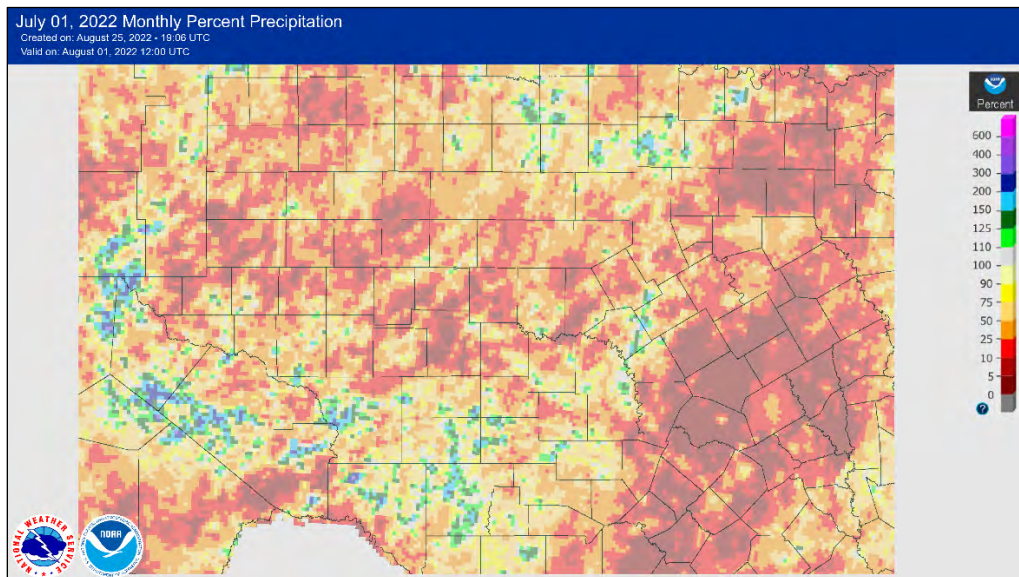 July 01, 2022 Monthly Percent Precipitation
Created on: August 25, 2022 - 19:06 UTC
Valid on: August 01, 2022 12:00 UTC
NOAA
Percent
600
400
300
200
150
125
110
100
90
75
50
25
10
5
0
?
NATIONAL WEATHER SERVICE
NOAA